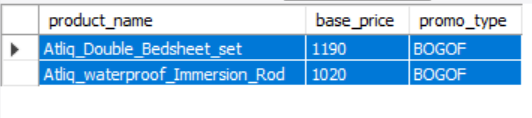 product_name base_price promo_type
Atliq_Double_Bedsheet_set 1190 BOGOF
Atliq_waterproof_Immersion_Rod 1020 BOGOF